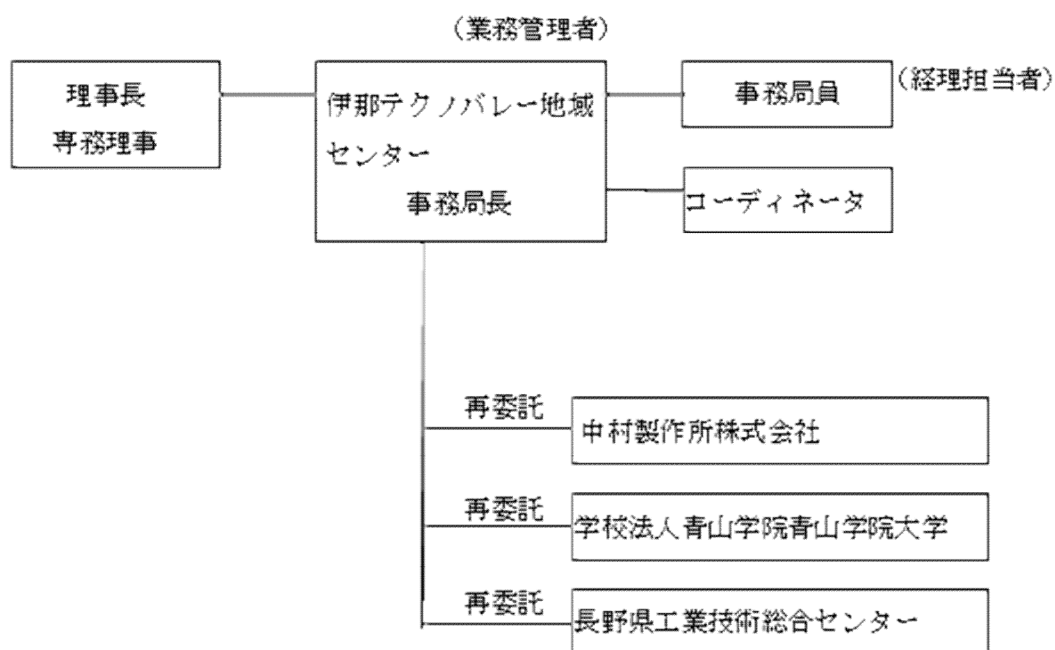 （業務管理者）
理事長
専務理事
伊那テクノバレー地域
センター
事務局長
事務局員
（経理担当者）
コーディネータ
再委託
中村製作所株式会社
再委託
学校法人青山学院青山学院大学
再委託
長野県工業技術総合センター